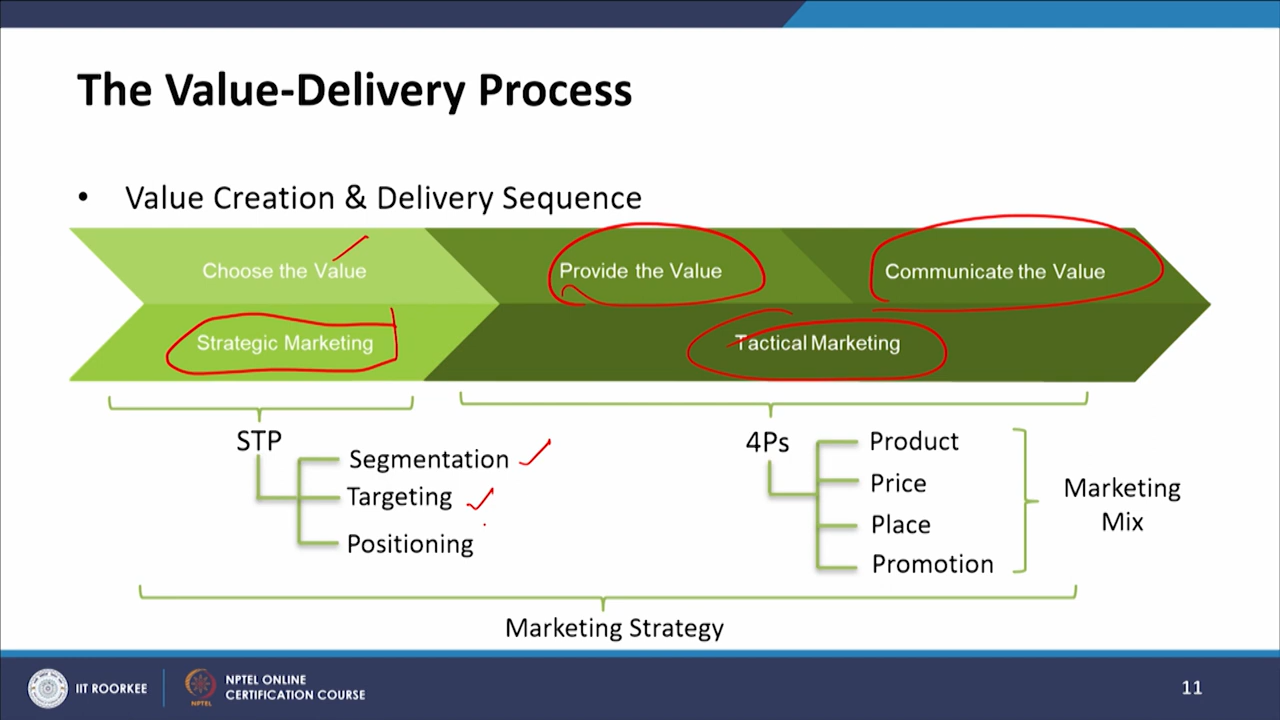 The Value-Delivery Process
• Value Creation & Delivery Sequence
Choose the Value
Provide the Value
Communicate the Value
Strategic Marketing
Tactical Marketing
STP
Segmentation
Targeting
Positioning
4Ps
Product
Price
Place
Promotion
Marketing
Mix
Marketing Strategy
IIT ROORKEE
NPTEL
NPTEL ONLINE
CERTIFICATION COURSE
11